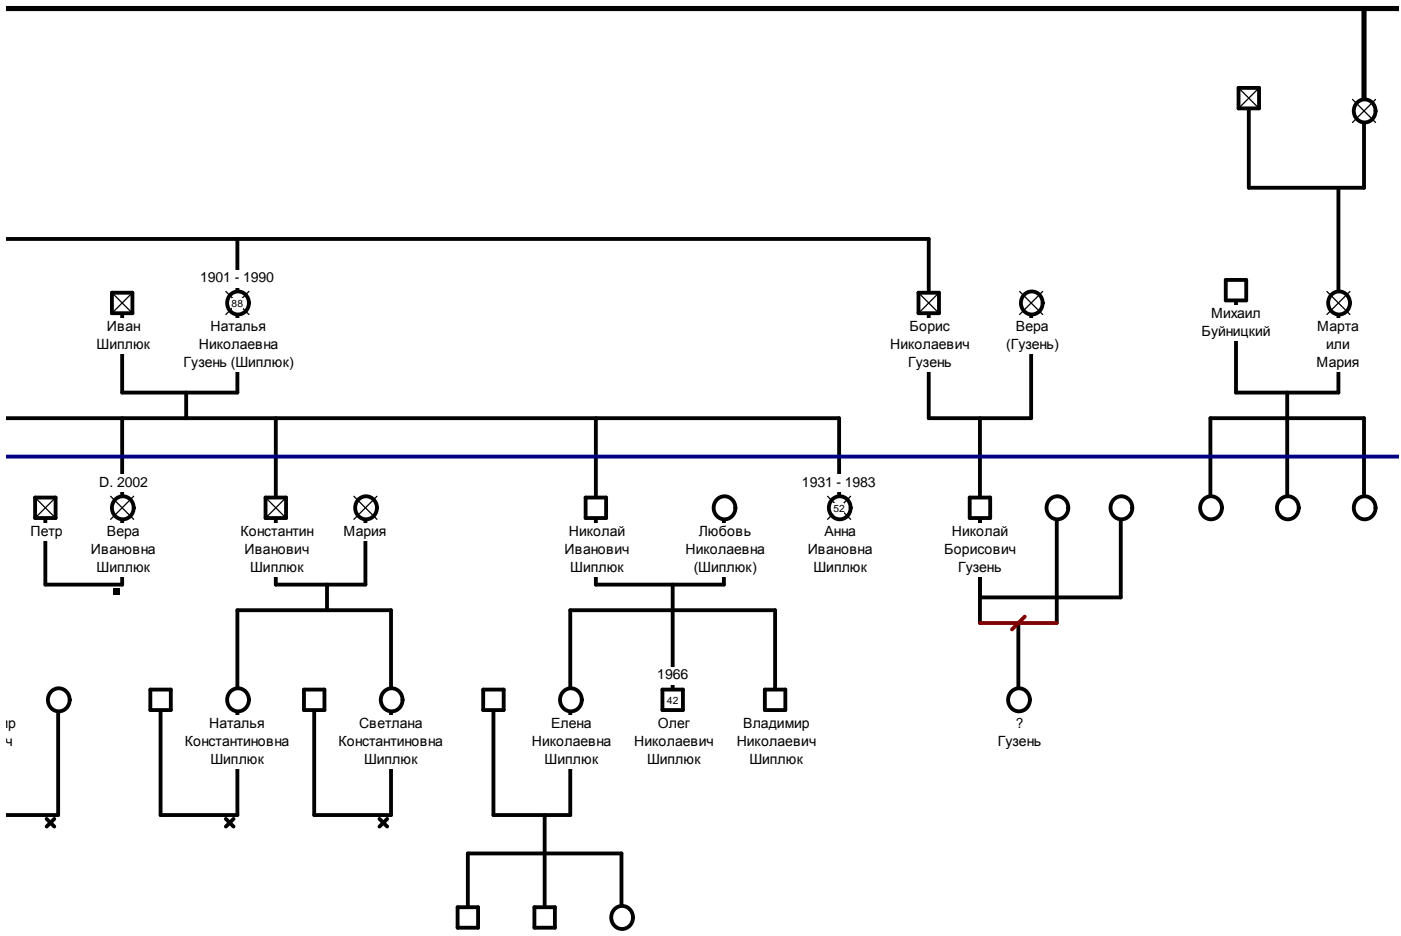 1901 - 1990
88
Иван
Шиплюк
Наталья
Николаевна
Гузень (Шиплюк)
Борис
Николаевич
Гузень
Вера
(Гузень)
Михаил
Буйницкий
Марта
или
Мария
D. 2002
Петр
Вера
Ивановна
Шиплюк
Константин
Иванович
Шиплюк
Мария
Николай
Иванович
Шиплюк
Любовь
Николаевна
(Шиплюк)
1931 - 1983
52
Анна
Ивановна
Шиплюк
Николай
Борисович
Гузень
ир
ч
Наталья
Константиновна
Шиплюк
Светлана
Константиновна
Шиплюк
Елена
Николаевна
Шиплюк
1966
42
Олег
Николаевич
Шиплюк
Владимир
Николаевич
Шиплюк
?
Гузень